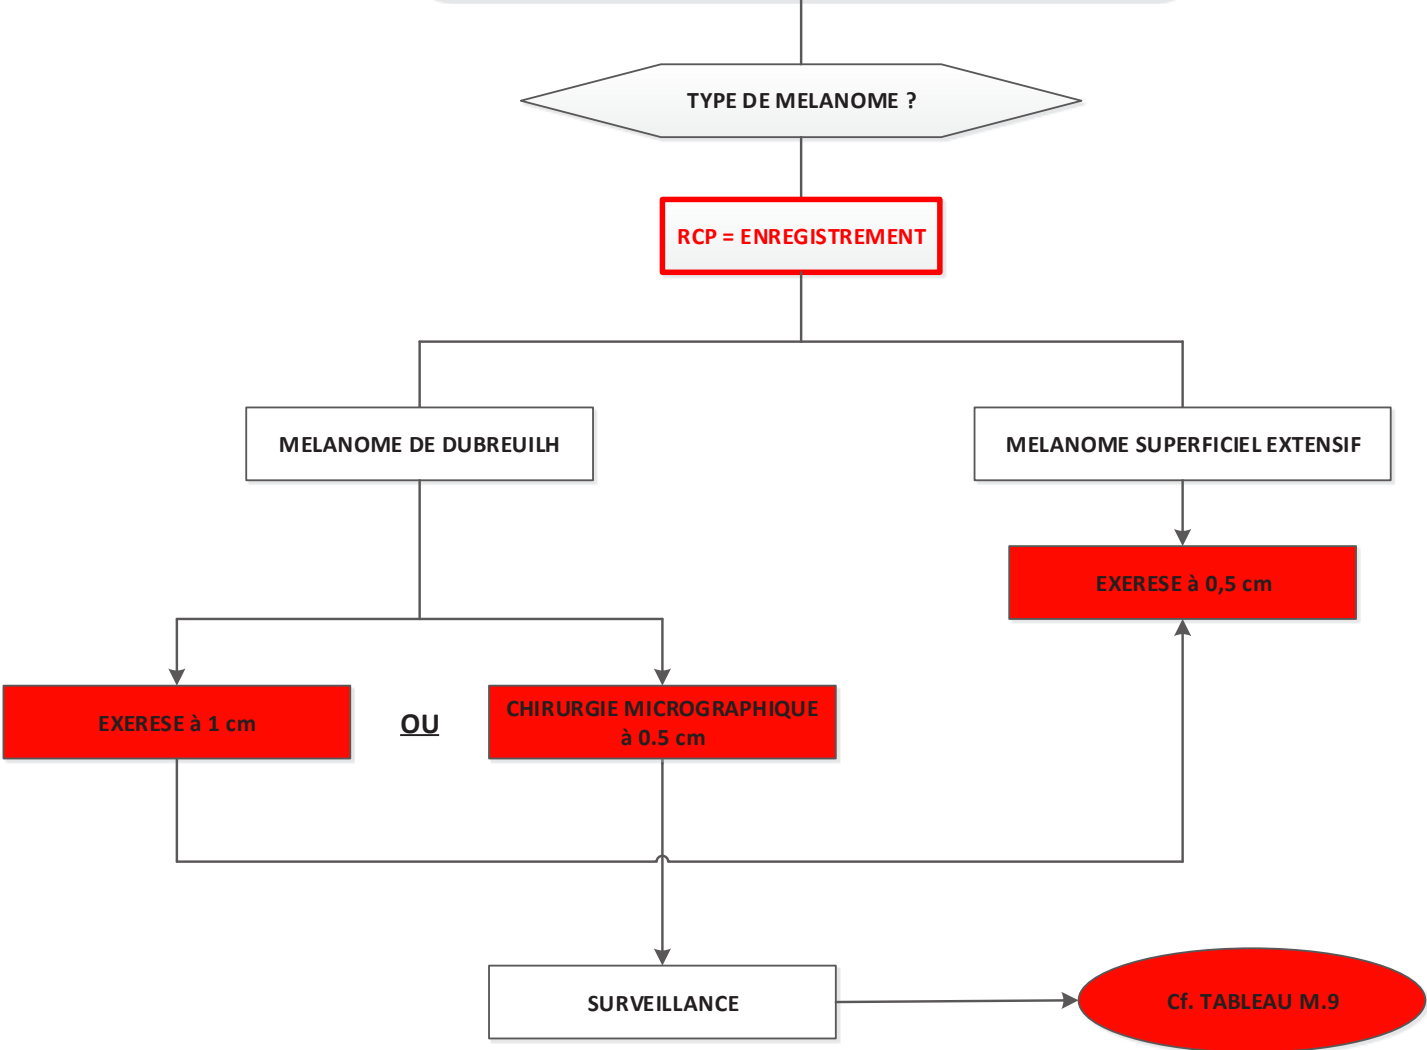 TYPE DE MELANOME ?
RCP = ENREGISTREMENT
MELANOME DE DUBREUILH
MELANOME SUPERFICIEL EXTENSIF
EXERESE à 0,5 cm
EXERESE à 1 cm
OU
CHIRURGIE MICROGRAPHIQUE
à 0.5 cm
SURVEILLANCE
Cf. TABLEAU M.9